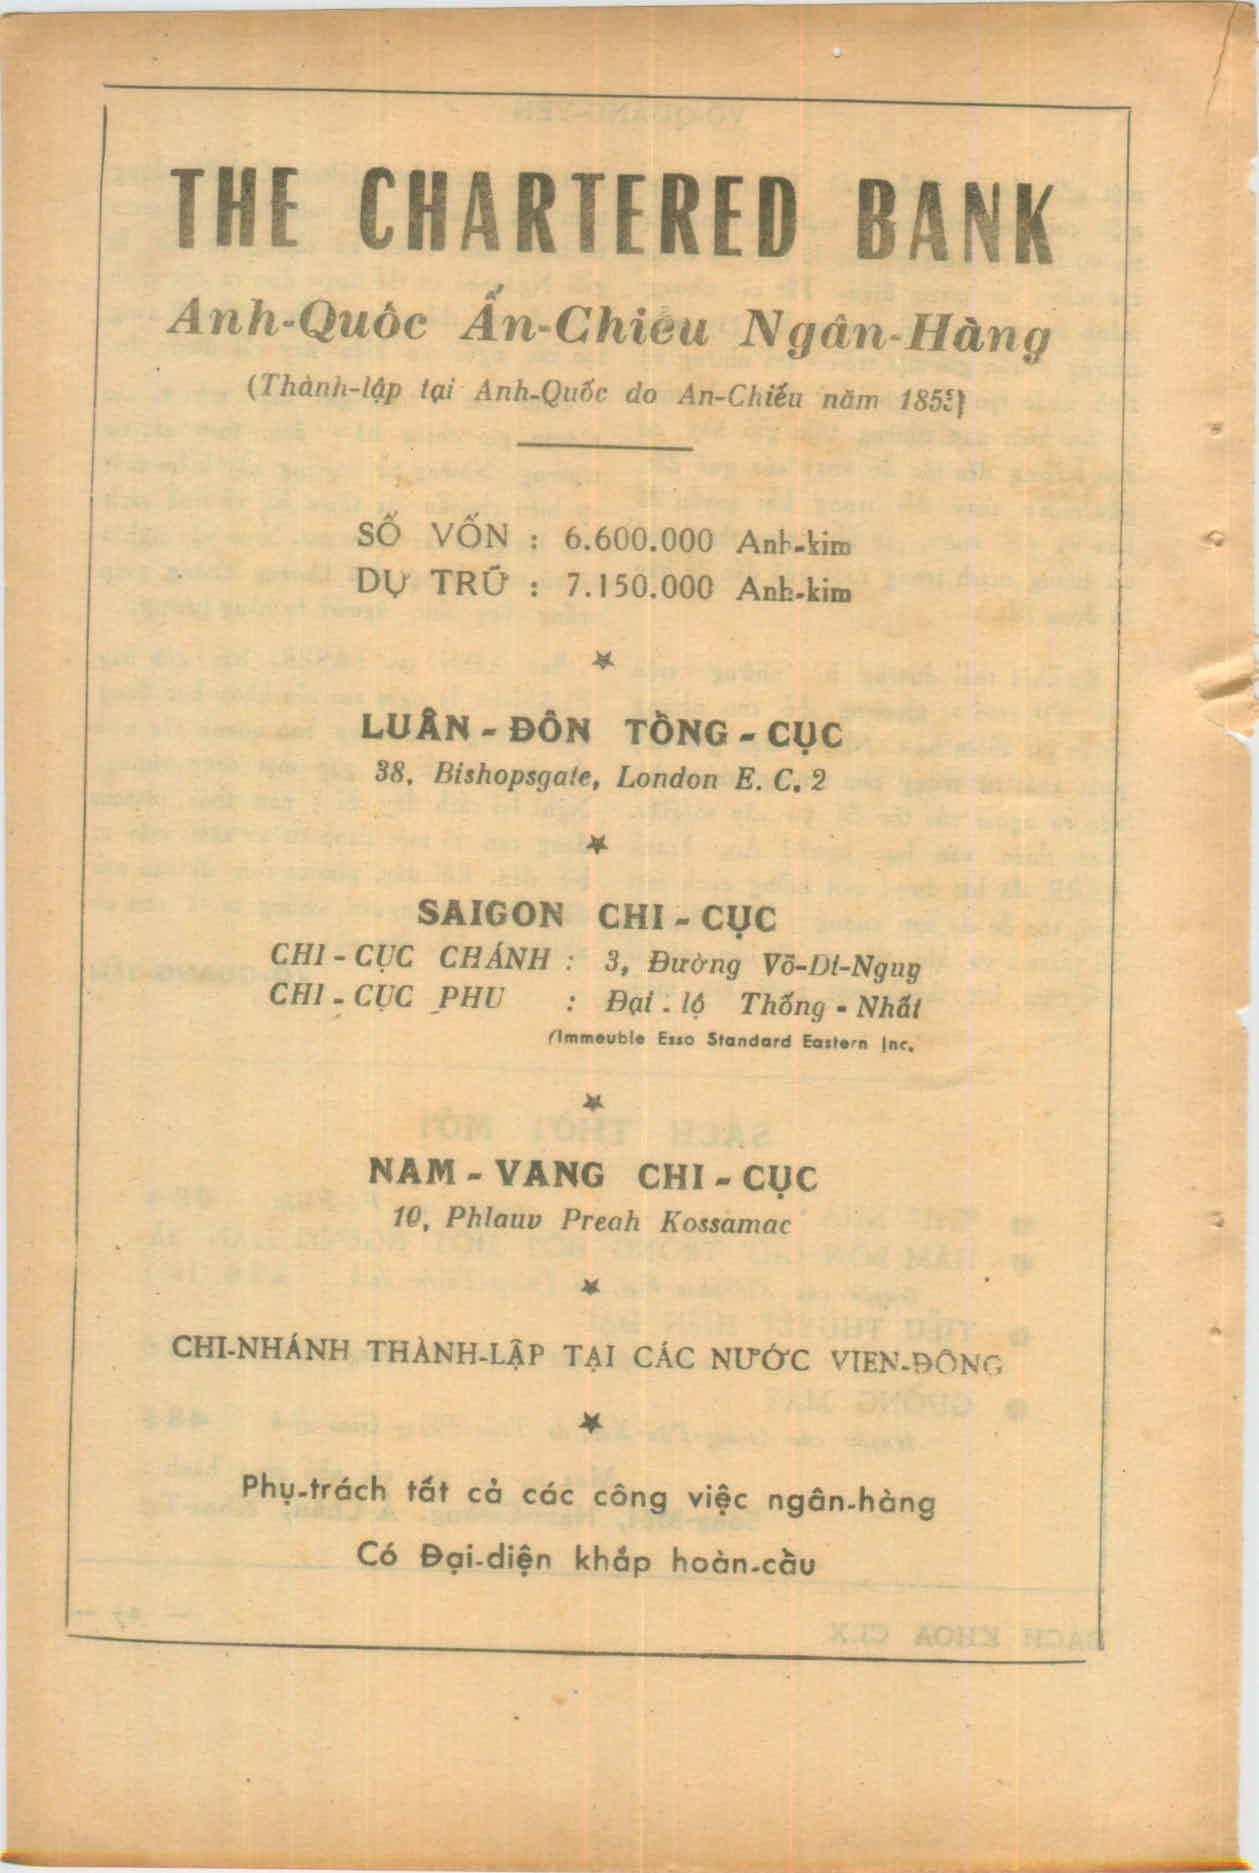 THE CHARTERED BANK
Anh-Quôc Ấn-Chiếu Ngân-Hàng
(Thành-lập tại Anh-Quốc do An-Chiếu năm 1853)
SỐ VỐN : 6.600.000 Anh-kim
DỰ TRỮ : 7.150.000 Anh-kim
LUÂN - ĐÔN TỔNG - CỤC
38, Bishopsgate, London E. C. 2
SAIGON CHI - CỤC
CHI - CỤC CHÁNH : 3, Đường Võ-Di-Nguy
CHI - CỤC PHU : Đại - lộ Thống - Nhất
(Immeuble Esso Standard Eastern Inc.
NAM - VANG CHI - CỤC
10, Phlauv Preah Kossamac
CHI-NHÁNH THÀNH-LẬP TẠI CÁC NƯỚC VIEN-ĐÔNG
Phụ-trách tất cả các công việc ngân-hàng
Có Đại-diện khắp hoàn-cầu